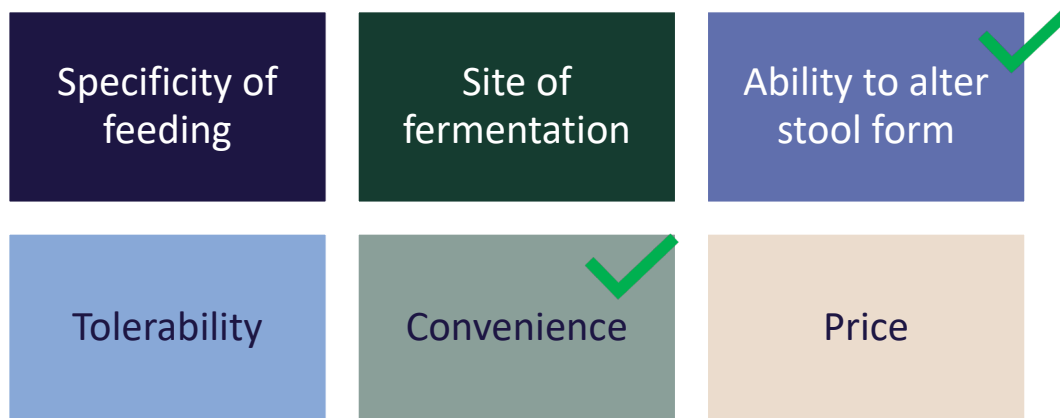 Specificity of
feeding
Site of
fermentation
Ability to alter
stool form
Tolerability
Convenience
Price